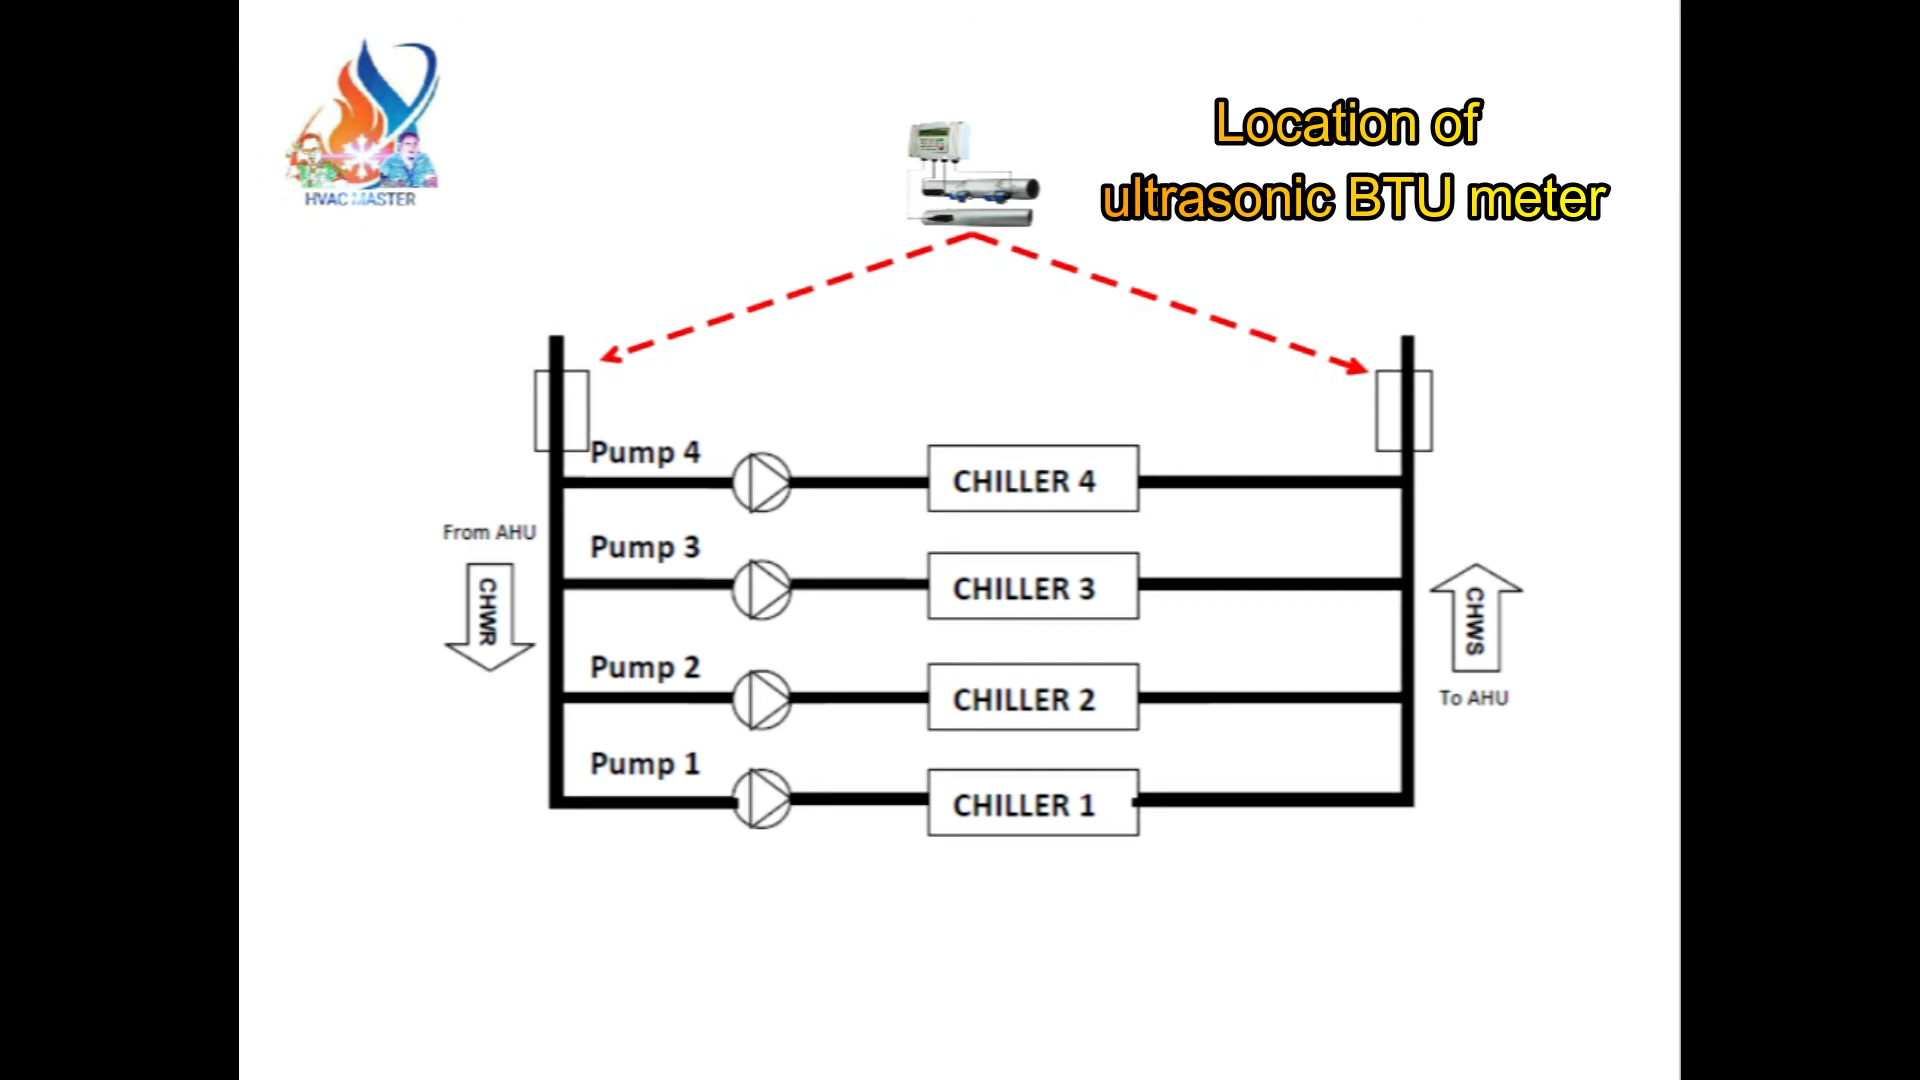 HVAC MASTER
Location of
ultrasonic BTU meter
Pump 4
CHILLER 4
From AHU
Pump 3
CHILLER 3
CHWR
CHWS
Pump 2
CHILLER 2
To AHU
Pump 1
CHILLER 1